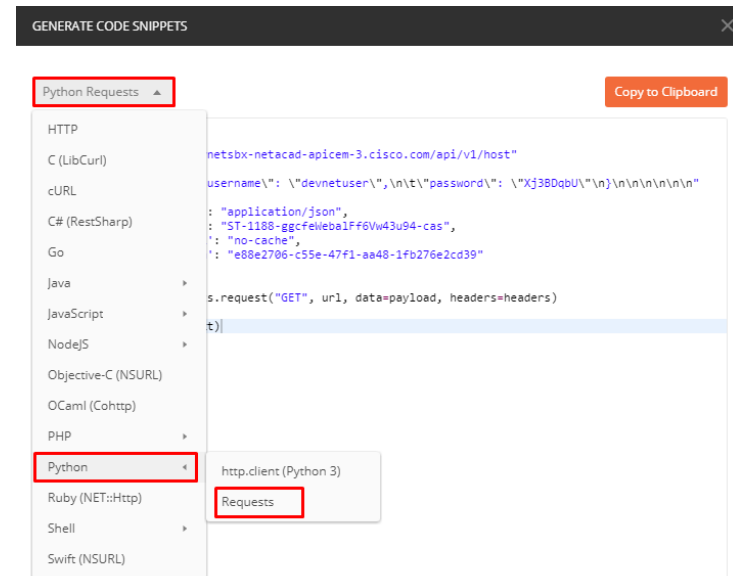 GENERATE CODE SNIPPETS
Python Requests
Copy to Clipboard
HTTP
C (LibCurl)
cURL
C# (RestSharp)
Go
Java
JavaScript
NodeJS
Objective-C (NSURL)
OCaml (Cohttp)
PHP
Python
Ruby (NET::Http)
Shell
Swift (NSURL)
netsbx-netacad-apicem-3.cisco.com/api/v1/host"
username\": \"devnetuser\",\n\t\"password\": \"Xj3BDqbU\"\n}\n\n\n\n\n\n"
: "application/json",
: "ST-1188-ggcfeWebalFf6Vw43u94-cas",
': "no-cache",
': "e88e2706-c55e-47f1-aa48-1fb276e2cd39"
s.request("GET", url, data=payload, headers=headers)
t)
http.client (Python 3)
Requests